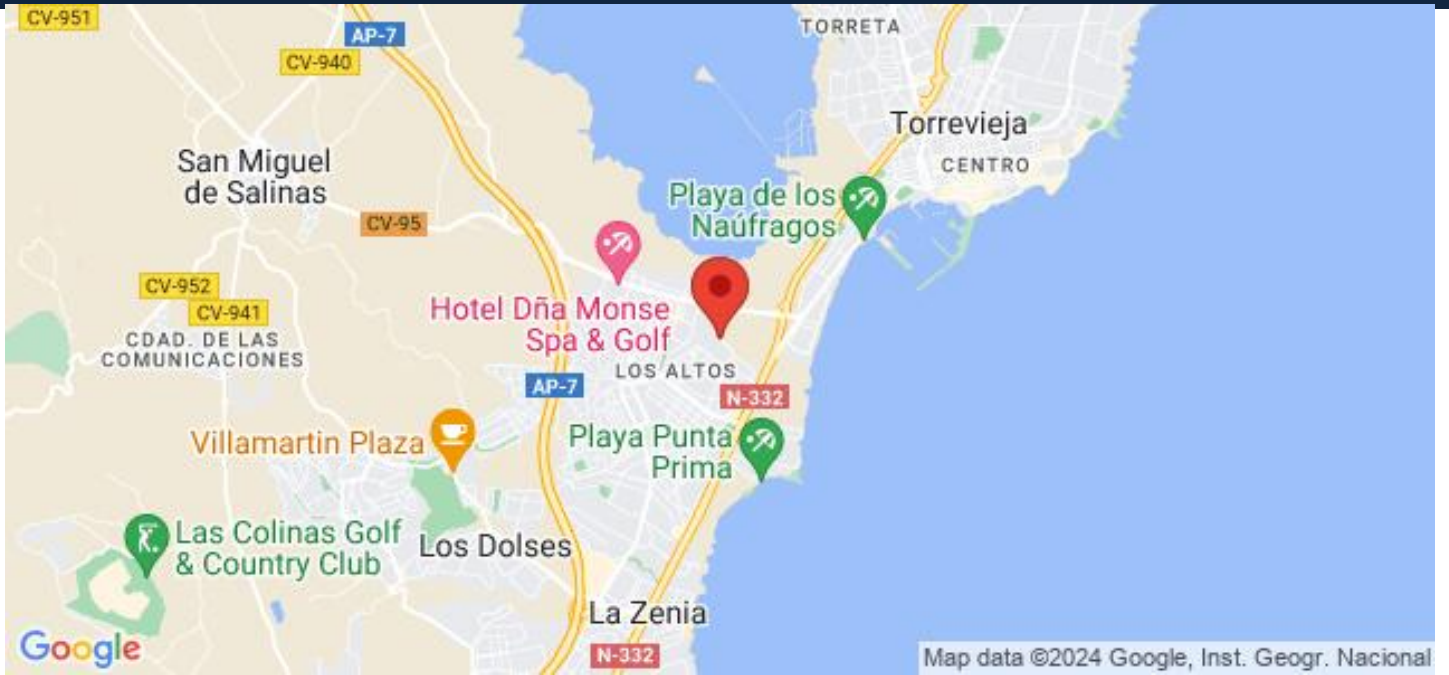 CV-951
TORRETA
AP-7
CV-940
Torrevieja
CENTRO
San Miguel
de Salinas
Playa de los
Naúfragos
CV-95
CV-952
CV-941
Hotel Dña Monse
Spa & Golf
CDAD. DE LAS
COMUNICACIONES
LOS ALTOS
AP-7
N-332
Villamartin Plaza
Playa Punta
Prima
Las Colinas Golf
& Country Club
Los Dolses
La Zenia
Google
N-332
Map data ©2024 Google, Inst. Geogr. Nacional